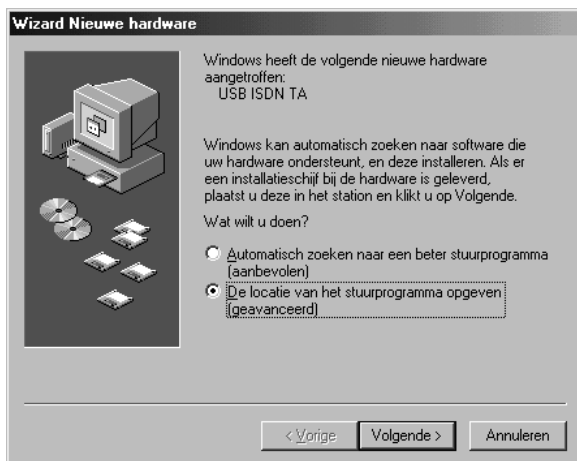 Wizard Nieuwe hardware
Windows heeft de volgende nieuwe hardware
aangetroffen:
USB ISDN TA
Windows kan automatisch zoeken naar software die
uw hardware ondersteunt, en deze installeren. Als er
een installatieschijf bij de hardware is geleverd,
plaatst u deze in het station en klikt u op Volgende.
Wat wilt u doen?
Automatisch zoeken naar een beter stuurprogramma
(aanbevolen)
De locatie van het stuurprogramma opgeven
(geavanceerd)
< Vorige
Volgende >
Annuleren